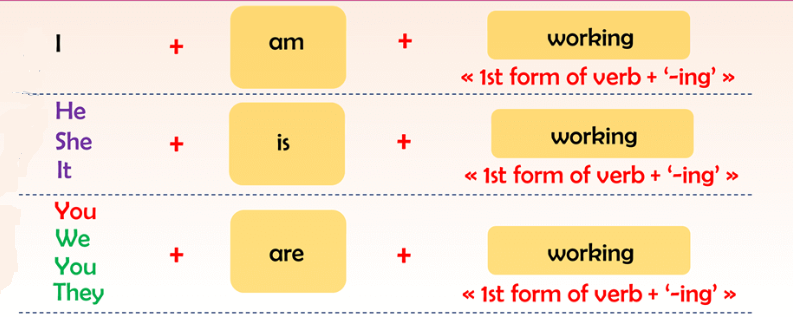 I + am + working
« 1st form of verb + ‘-ing’ »
He
She + is + working
It
« 1st form of verb + ‘-ing’ »
You
We
You + are + working
They
« 1st form of verb + ‘-ing’ »